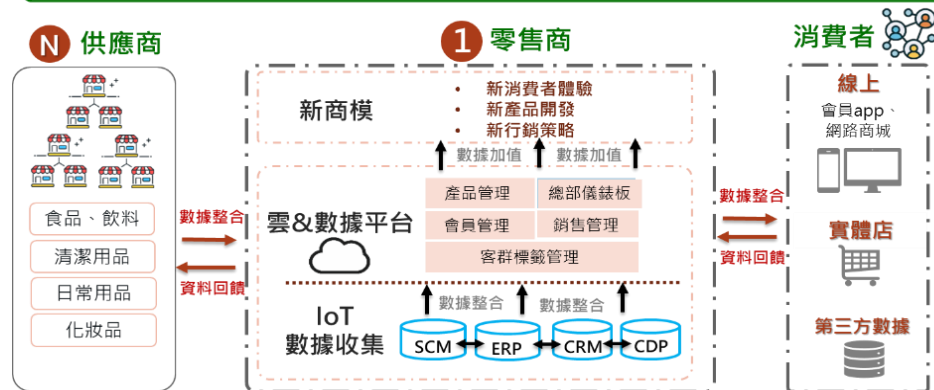 N 供應商
食品、飲料
清潔用品
日常用品
化妝品
數據整合
資料回饋
1 零售商
新商模
• 新消費者體驗
• 新產品開發
• 新行銷策略
數據加值 數據加值
雲&數據平台
產品管理 總部儀錶板
會員管理 銷售管理
客群標籤管理
數據整合 數據整合
IoT
數據收集
SCM ERP CRM CDP
數據整合
資料回饋
消費者
線上
會員app、
網路商城
實體店
第三方數據